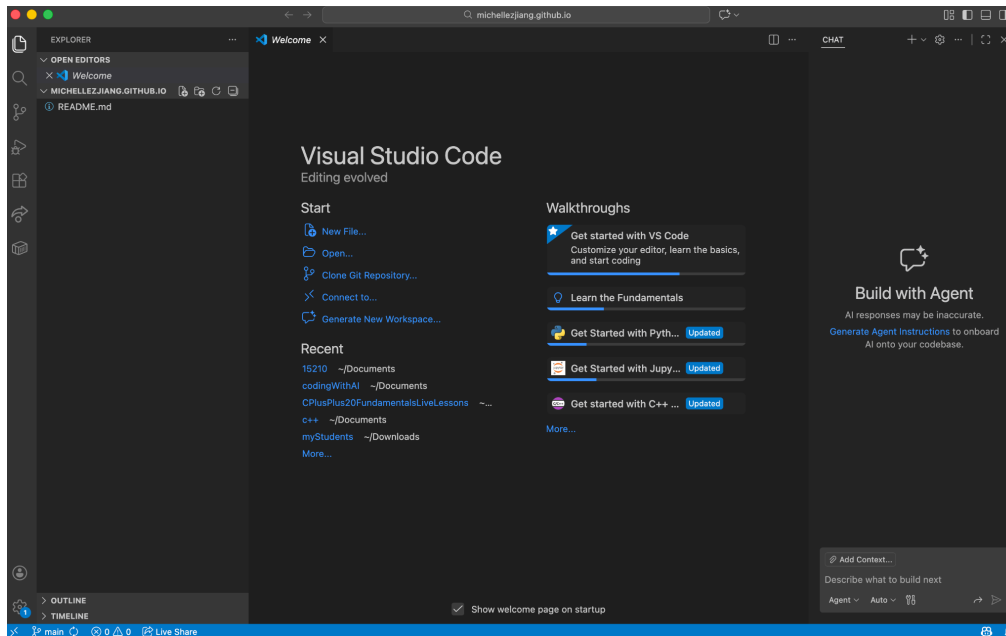 michellezjiang.github.io
EXPLORER
Welcome
CHAT
OPEN EDITORS
Welcome
MICHELLEZJIANG.GITHUB.IO
README.md
Visual Studio Code
Editing evolved
Start
New File...
Open...
Clone Git Repository...
Connect to...
Generate New Workspace...
Recent
15210 ~/Documents
codingWithAI ~/Documents
CPlusPlus20FundamentalsLiveLessons ~...
c++ ~/Documents
myStudents ~/Downloads
More...
Walkthroughs
Get started with VS Code
Customize your editor, learn the basics,
and start coding
Learn the Fundamentals
Get Started with Pyth... Updated
Get Started with Jupy... Updated
Get started with C++ ... Updated
More...
Build with Agent
AI responses may be inaccurate.
Generate Agent Instructions to onboard
AI onto your codebase.
Add Context...
Describe what to build next
Agent Auto
OUTLINE
TIMELINE
1
Show welcome page on startup
main 0 0 Live Share